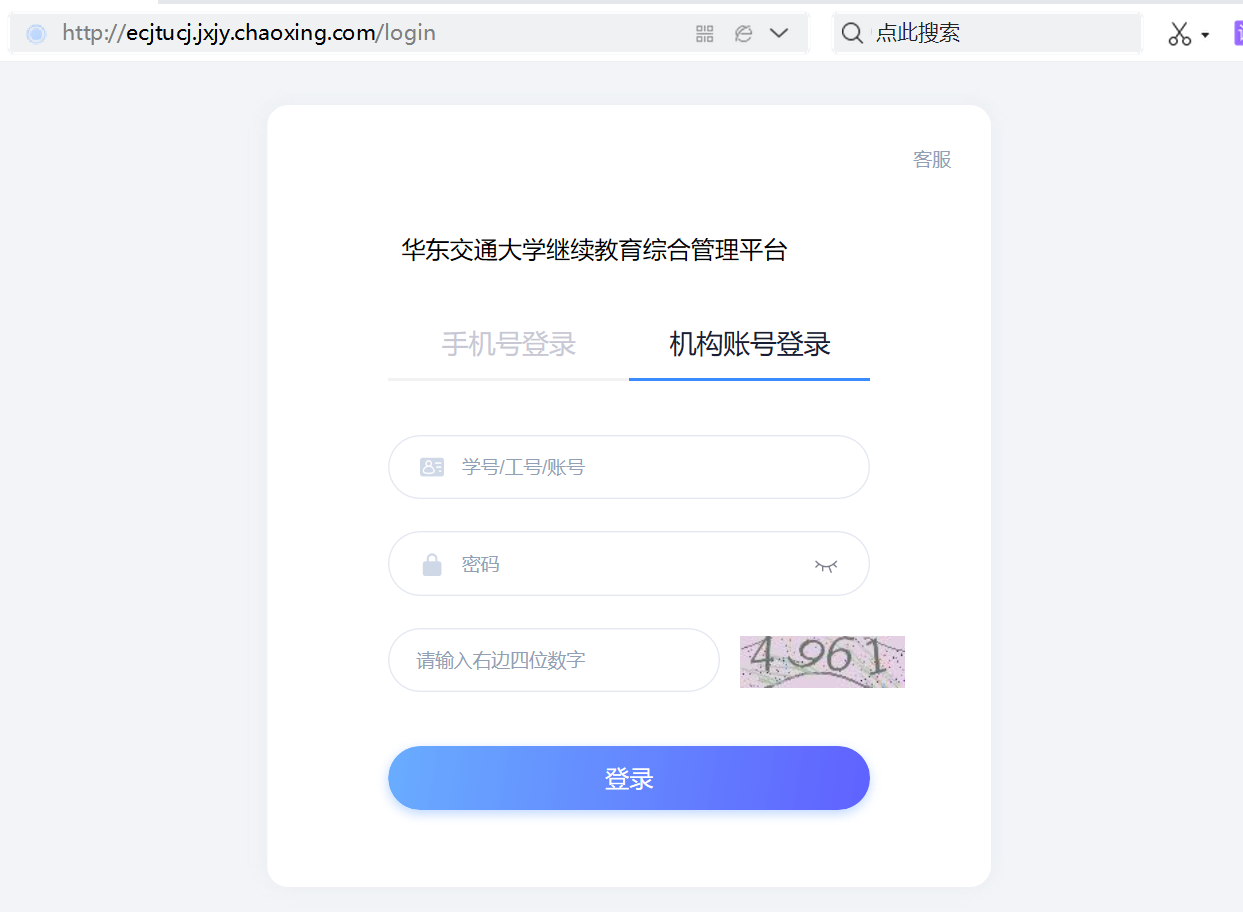 http://ecjtucj.jxjy.chaoxing.com/login
点此搜索
客服
华东交通大学继续教育综合管理平台
手机号登录 机构账号登录
学号/工号/账号
密码
请输入右边四位数字 4961
登录